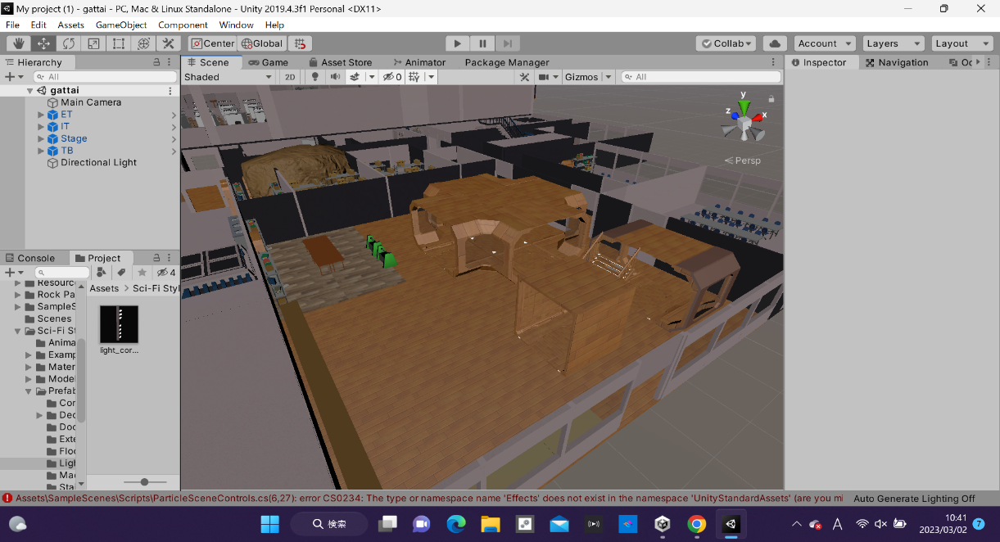 My project (1) - gattai - PC, Mac & Linux Standalone - Unity 2019.4.3f1 Personal <DX11>
File Edit Assets GameObject Component Window Help
Center Global Collab Account Layers Layout
Hierarchy
All
gattai
Main Camera
ET
IT
Stage
TB
Directional Light
Scene Game Asset Store Animator Package Manager
Shaded 2D 0 Gizmos All
y
z
x
Persp
Inspector Navigation Oc
Console Project
4
Resourc
Rock Pa
SampleS
Scenes
Sci-Fi St
Anima
Examp
Mater
Model
Prefab
Cor
Dec
Doo
Exte
Floo
Ligh
Mac
Sta
Assets > Sci-Fi Styl
light_cor...
Assets\SampleScenes\Scripts\ParticleSceneControls.cs(6,27): error CS0234: The type or namespace name 'Effects' does not exist in the namespace 'UnityStandardAssets' (are you mi
Auto Generate Lighting Off
検索
A
10:41
2023/03/02
7